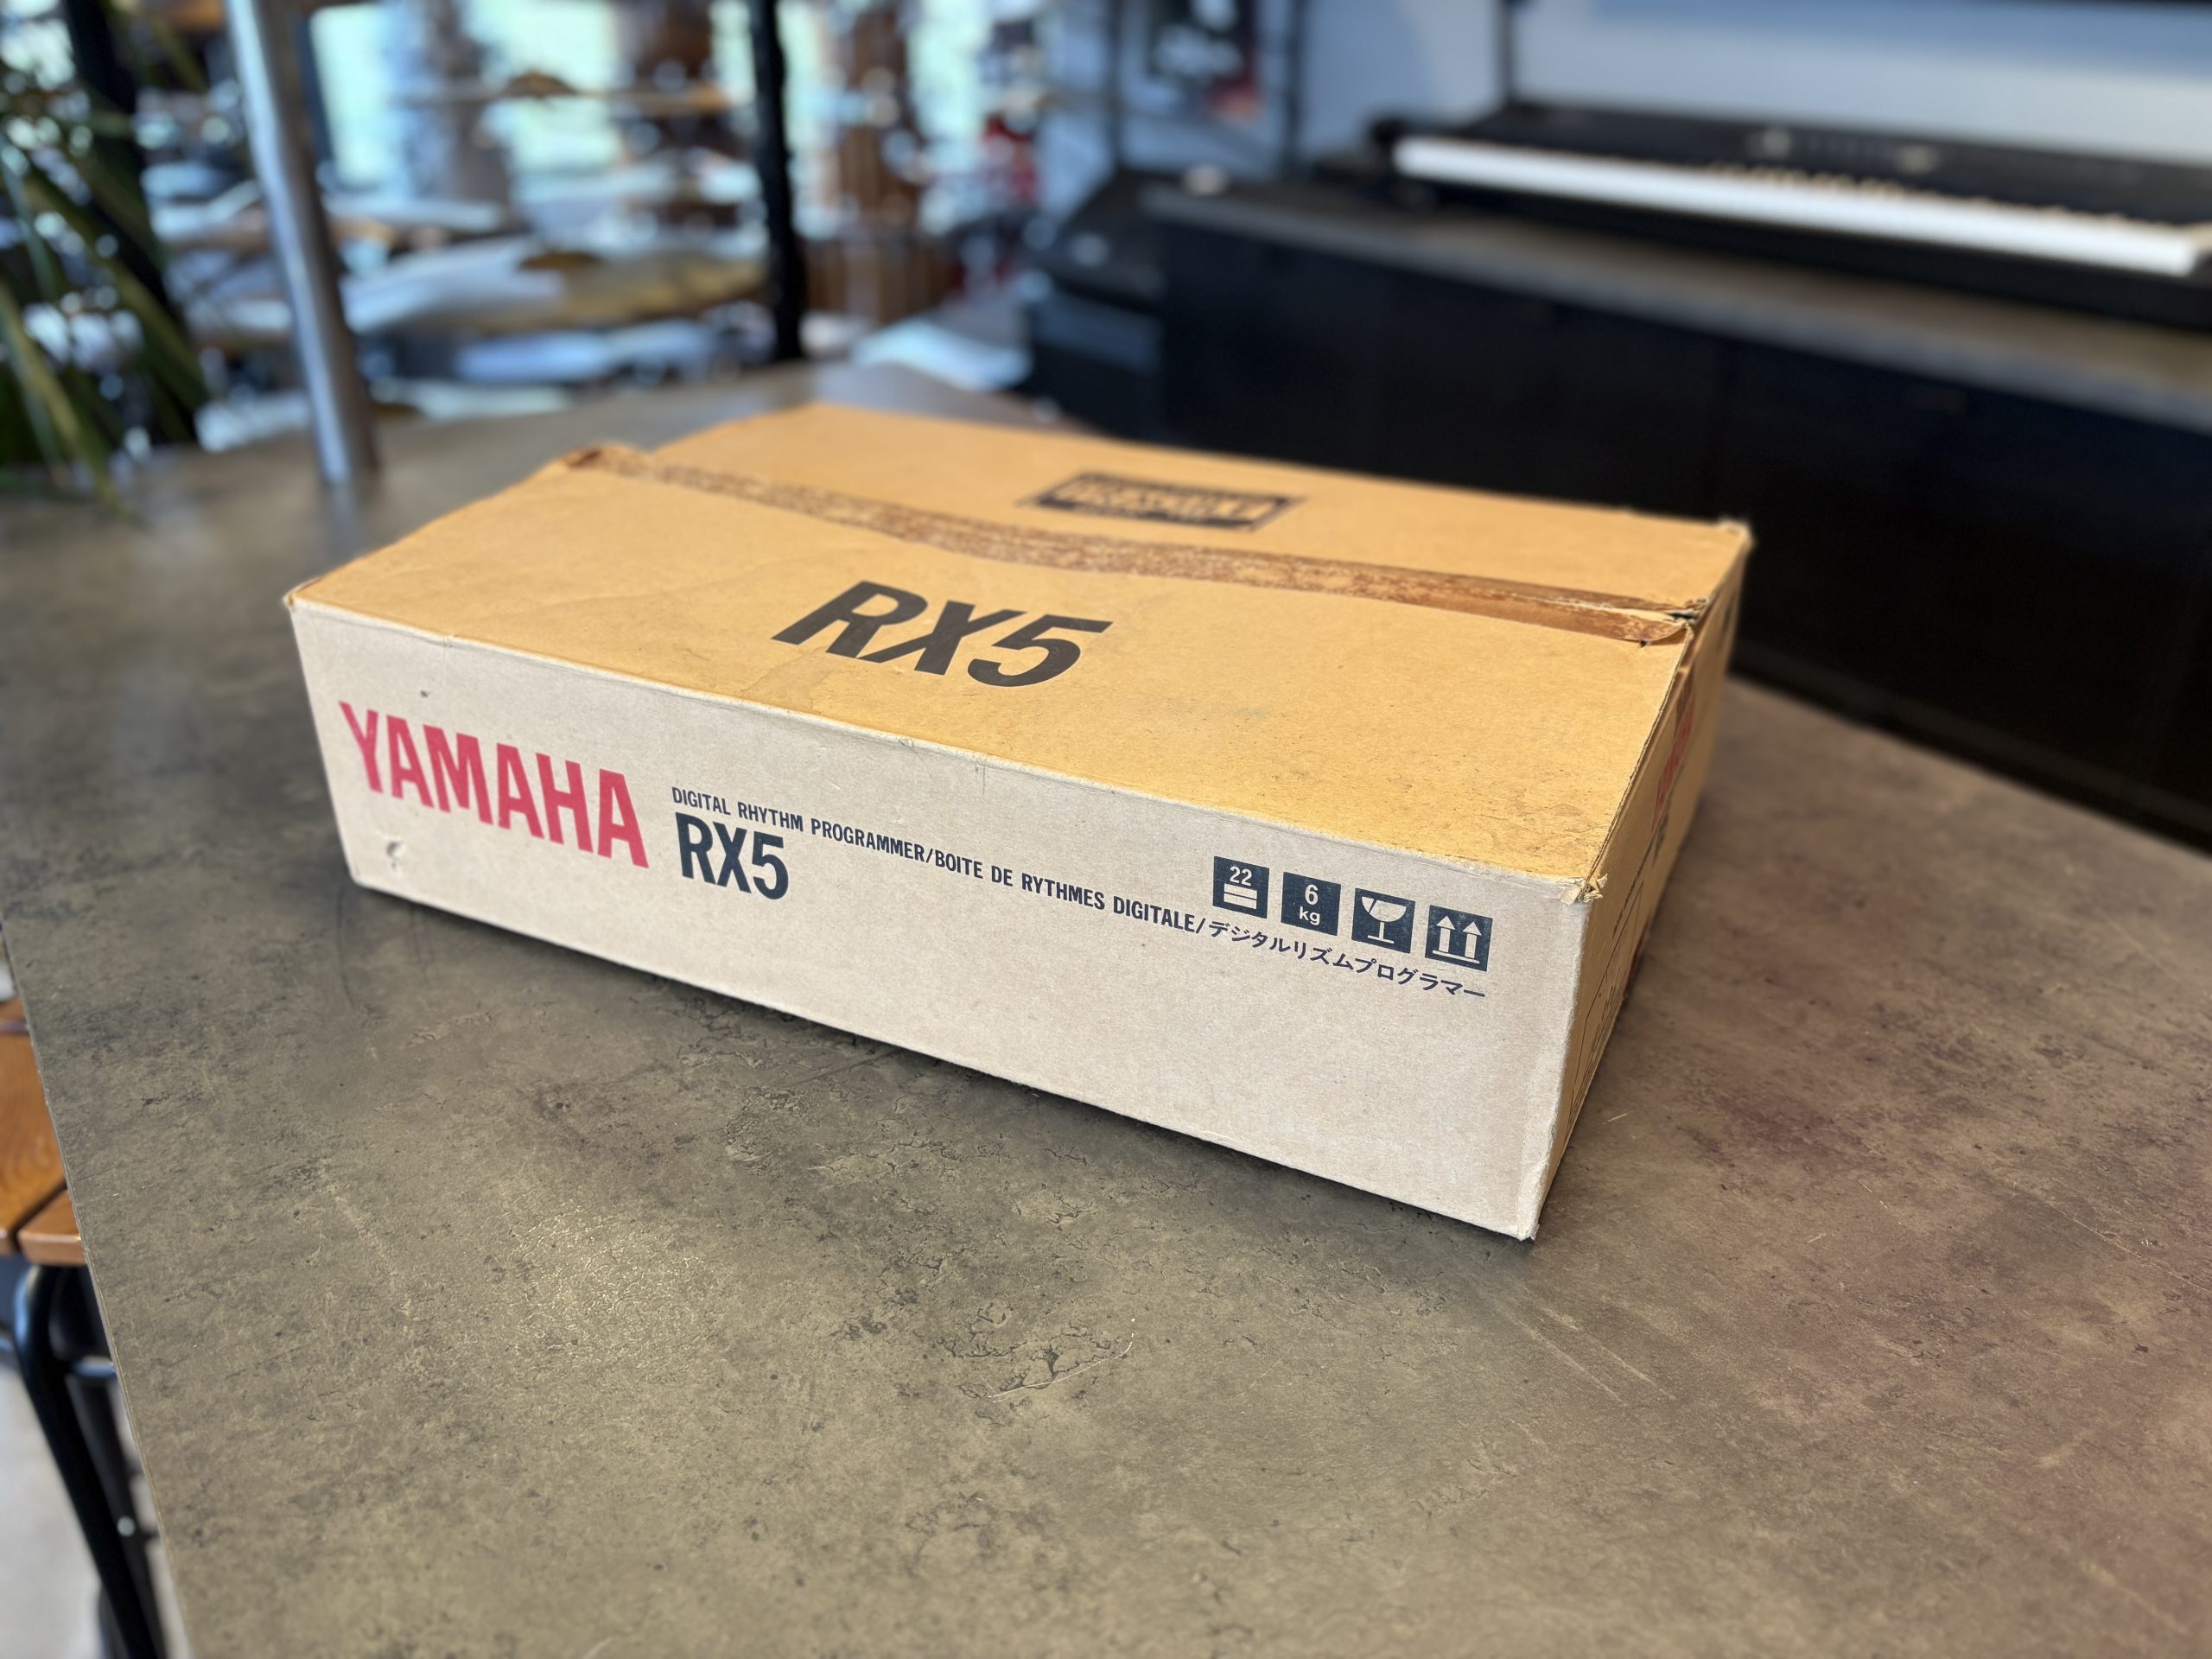 RX5
YAMAHA
DIGITAL RHYTHM PROGRAMMER/BOITE DE RYTHMES DIGITALE/デジタルリズムプログラマー
RX5
22
6
kg